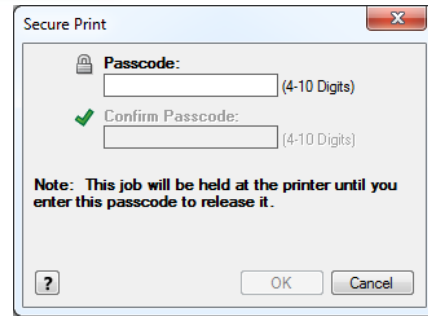 Secure Print
Passcode:
(4-10 Digits)
Confirm Passcode:
(4-10 Digits)
Note: This job will be held at the printer until you
enter this passcode to release it.
?
OK
Cancel